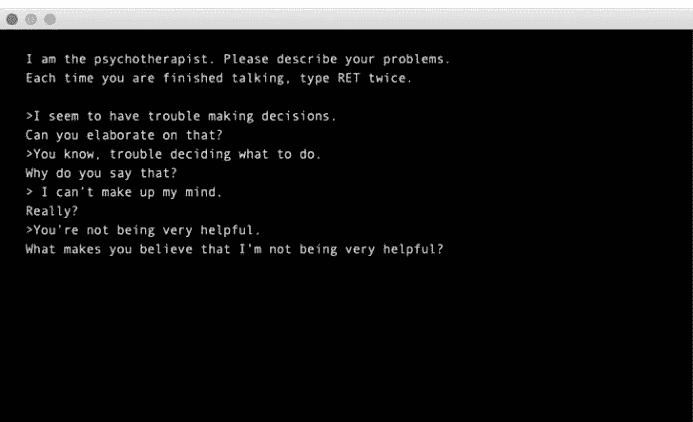 I am the psychotherapist. Please describe your problems.
Each time you are finished talking, type RET twice.
>I seem to have trouble making decisions.
Can you elaborate on that?
>You know, trouble deciding what to do.
Why do you say that?
> I can't make up my mind.
Really?
>You're not being very helpful.
What makes you believe that I'm not being very helpful?